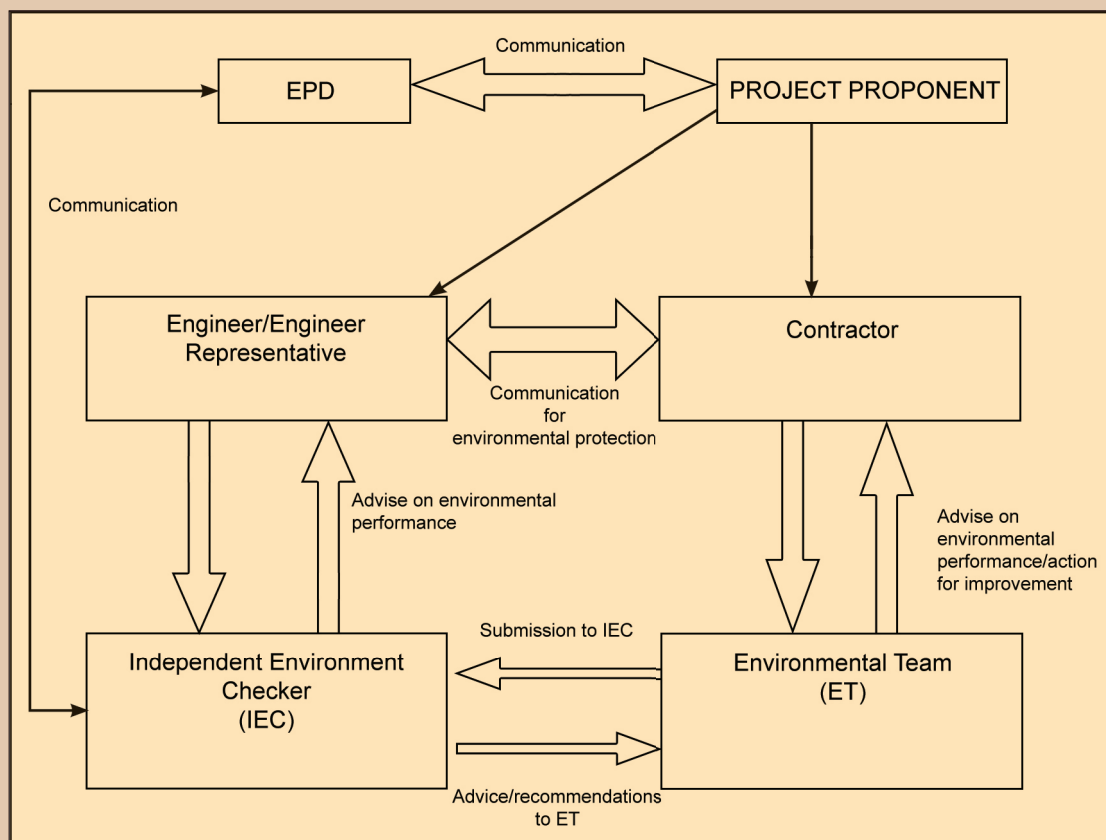 Communication
EPD
PROJECT PROPONENT
Communication
Engineer/Engineer
Representative
Contractor
Communication
for
environmental protection
Advise on environmental
performance
Advise on
environmental
performance/action
for improvement
Submission to IEC
Independent Environment
Checker
(IEC)
Environmental Team
(ET)
Advice/recommendations
to ET